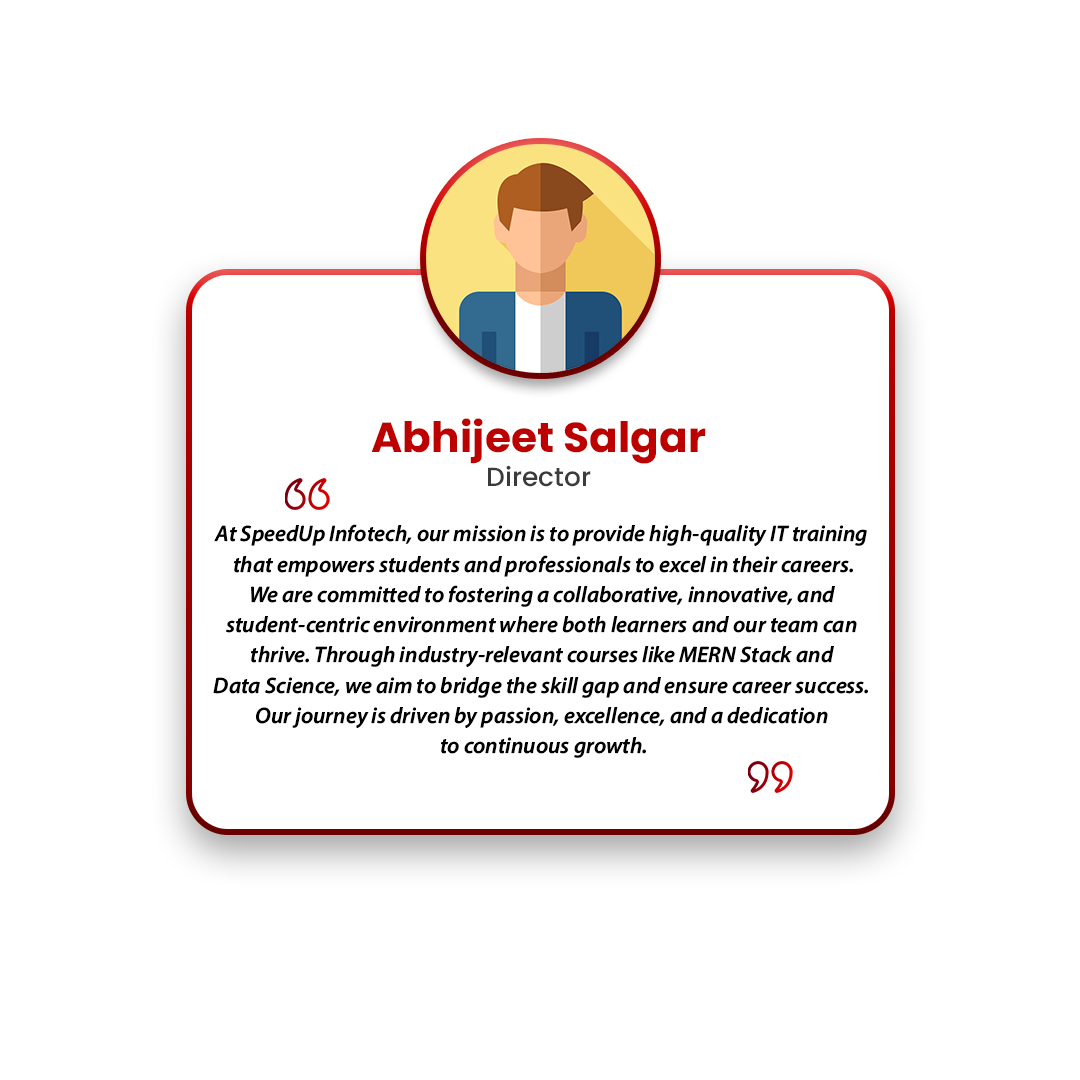 Abhijeet Salgar
Director
At SpeedUp Infotech, our mission is to provide high-quality IT training
that empowers students and professionals to excel in their careers.
We are committed to fostering a collaborative, innovative, and
student-centric environment where both learners and our team can
thrive. Through industry-relevant courses like MERN Stack and
Data Science, we aim to bridge the skill gap and ensure career success.
Our journey is driven by passion, excellence, and a dedication
to continuous growth.